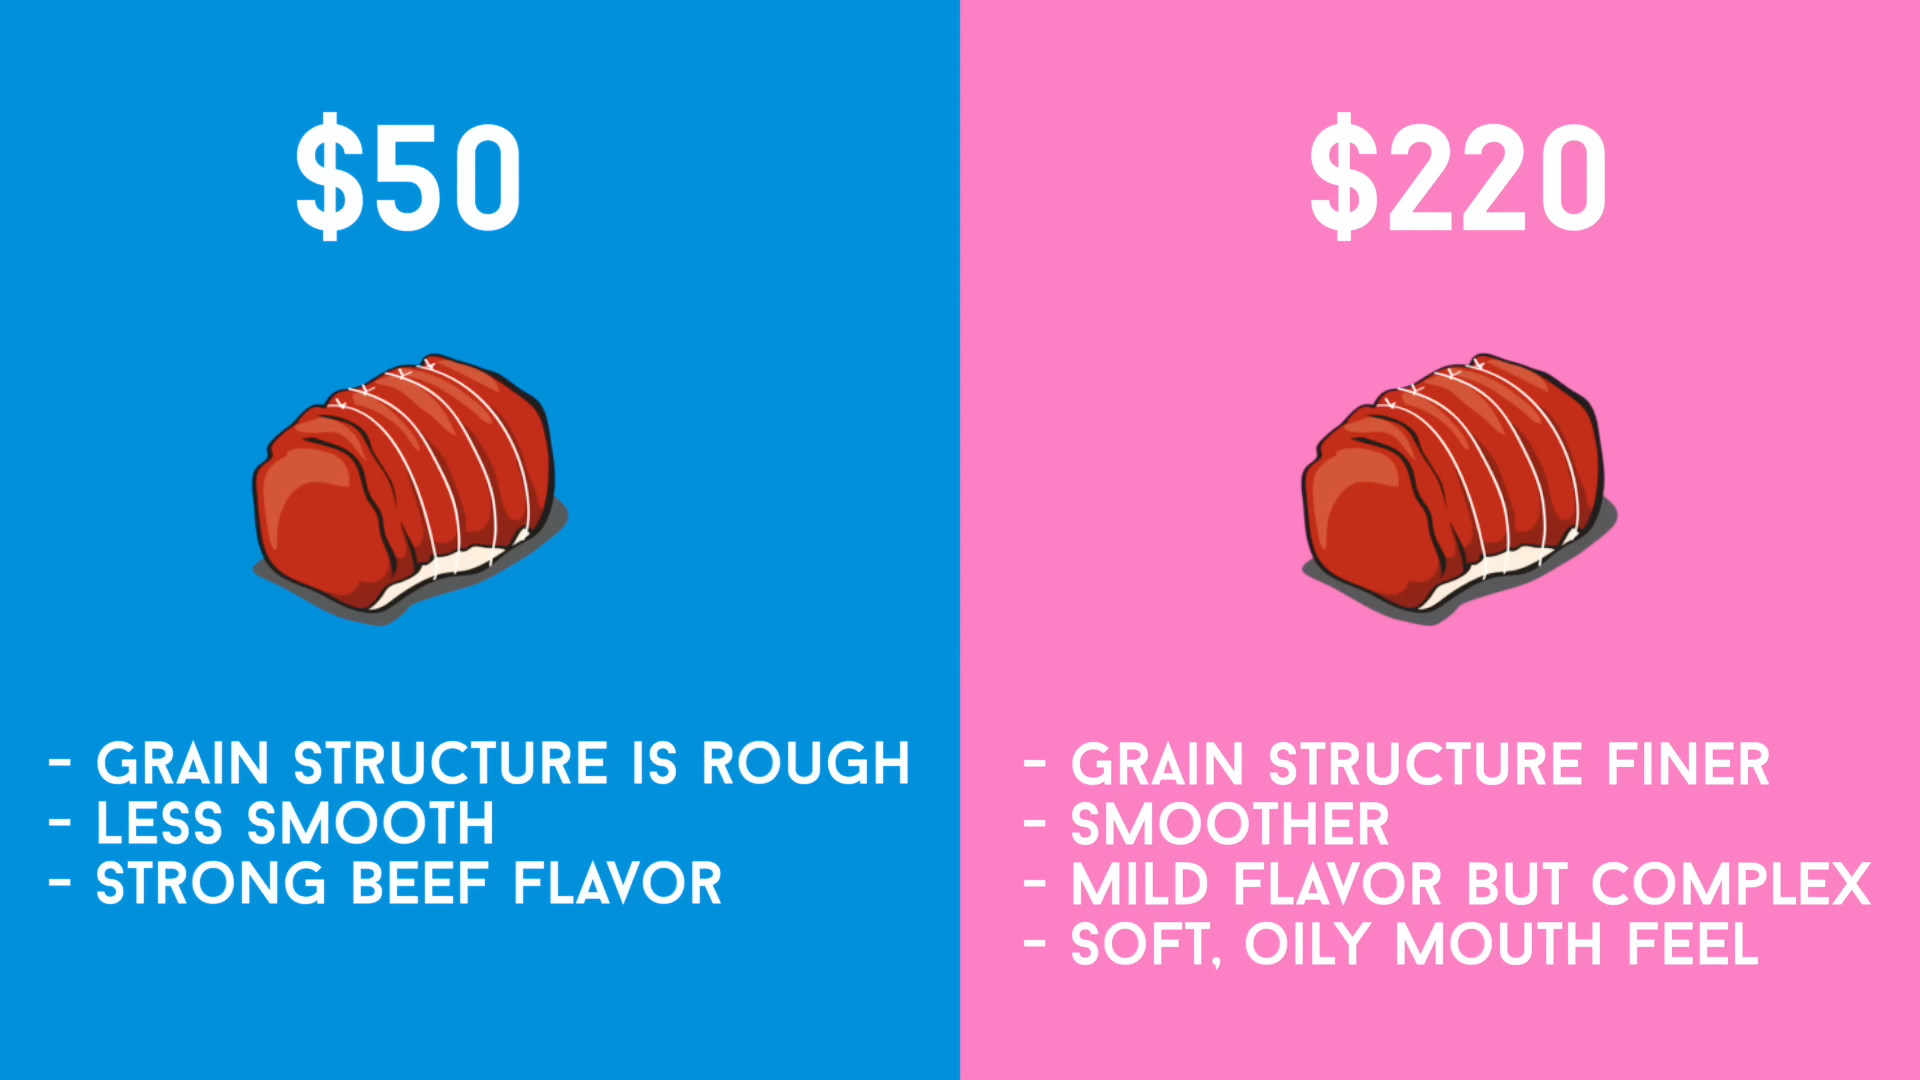 $50
- GRAIN STRUCTURE IS ROUGH
- LESS SMOOTH
- STRONG BEEF FLAVOR
$220
- GRAIN STRUCTURE FINER
- SMOOTHER
- MILD FLAVOR BUT COMPLEX
- SOFT, OILY MOUTH FEEL